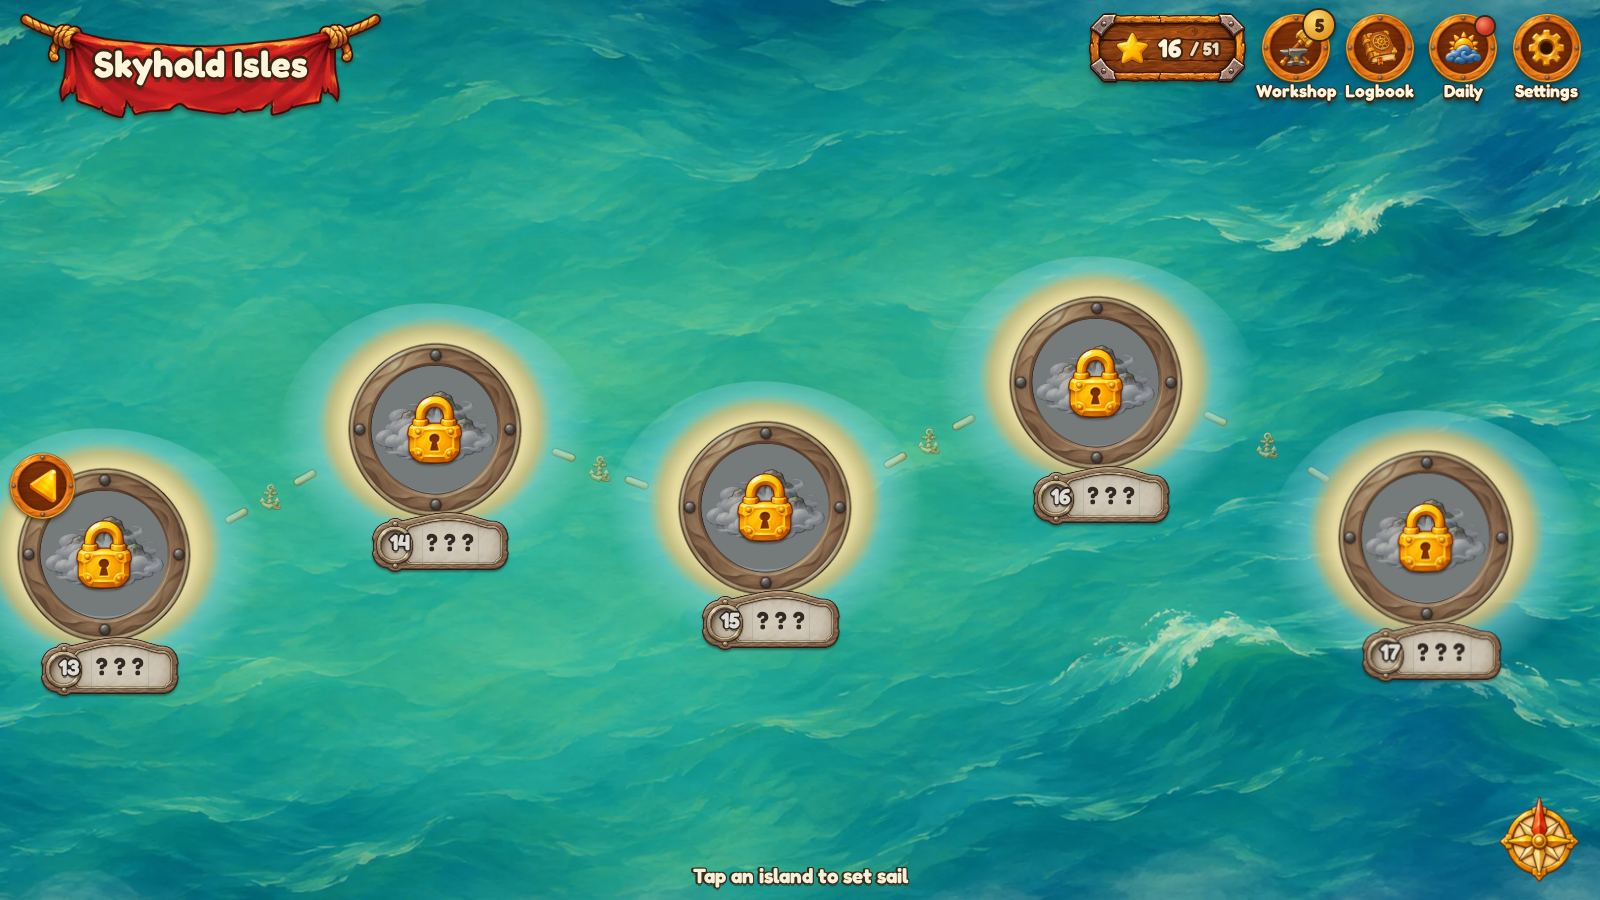 Skyhold Isles
16 / 51
5
Workshop
Logbook
Daily
Settings
13 ???
14 ???
15 ???
16 ???
17 ???
Tap an island to set sail